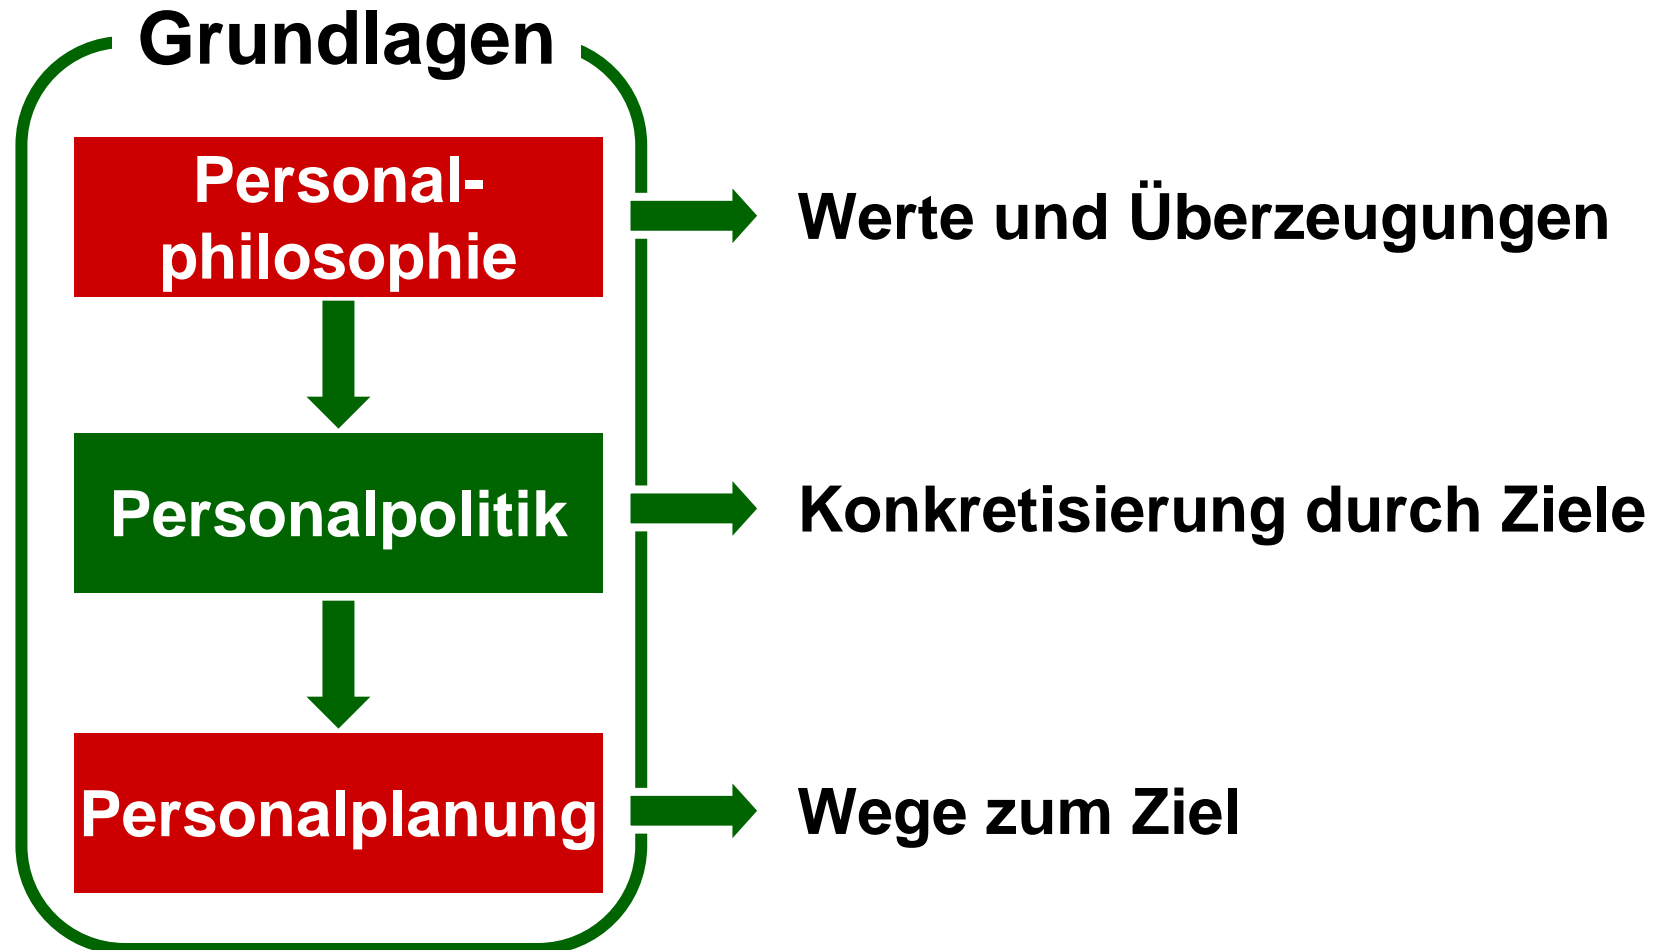 Grundlagen
Personal-
philosophie
Werte und Überzeugungen
Personalpolitik
Konkretisierung durch Ziele
Personalplanung
Wege zum Ziel